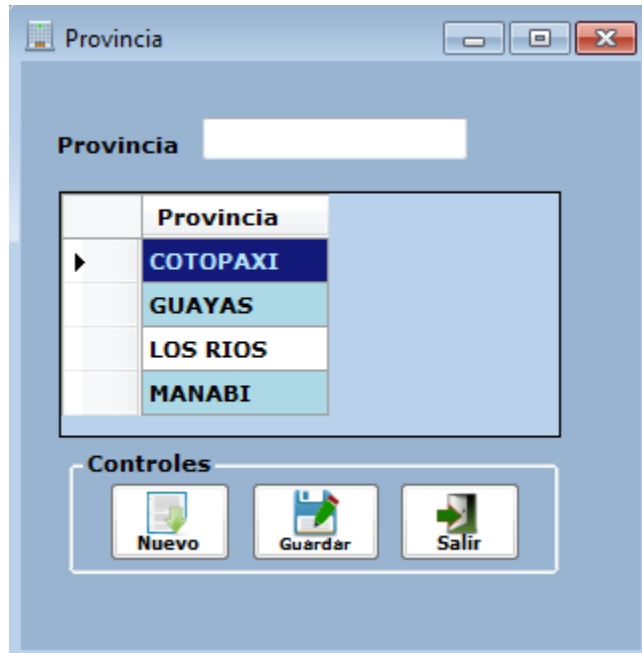 Provincia
Provincia
Provincia
COTOPAXI
GUAYAS
LOS RIOS
MANABI
Controles
Nuevo Guardar Salir